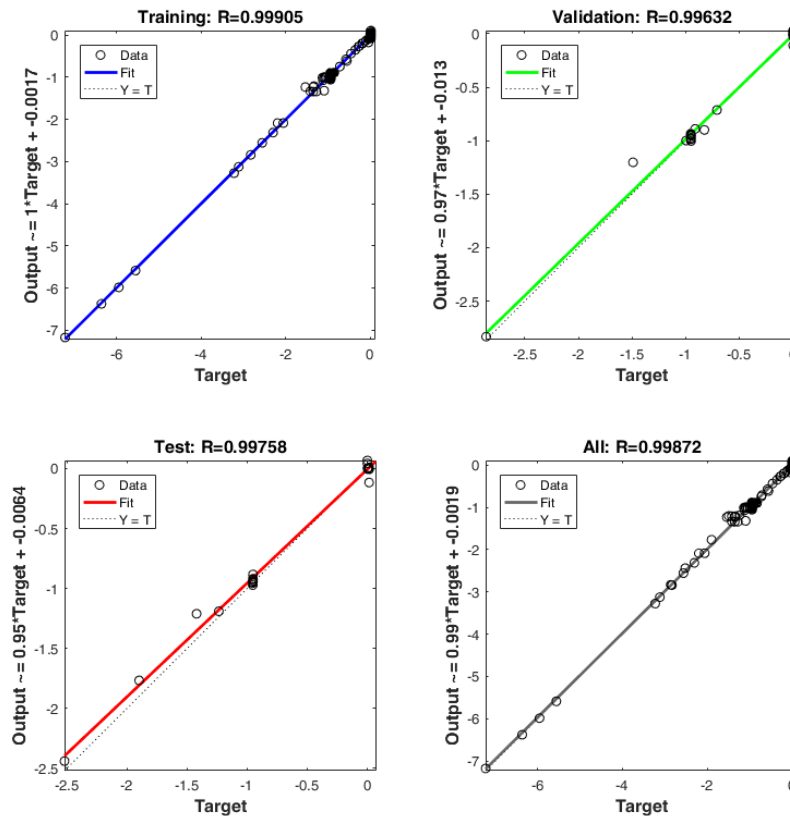 Training: R=0.99905
Output ~= 1*Target + -0.0017
0
-1
-2
-3
-4
-5
-6
-7
Data
Fit
Y = T
-6
-4
-2
0
Target
Validation: R=0.99632
Output ~= 0.97*Target + -0.013
0
-0.5
-1
-1.5
-2
-2.5
Data
Fit
Y = T
-2.5
-2
-1.5
-1
-0.5
0
Target
Test: R=0.99758
Output ~= 0.95*Target + -0.0064
0
-0.5
-1
-1.5
-2
-2.5
Data
Fit
Y = T
-2.5
-2
-1.5
-1
-0.5
0
Target
All: R=0.99872
Output ~= 0.99*Target + -0.0019
0
-1
-2
-3
-4
-5
-6
-7
Data
Fit
Y = T
-6
-4
-2
0
Target